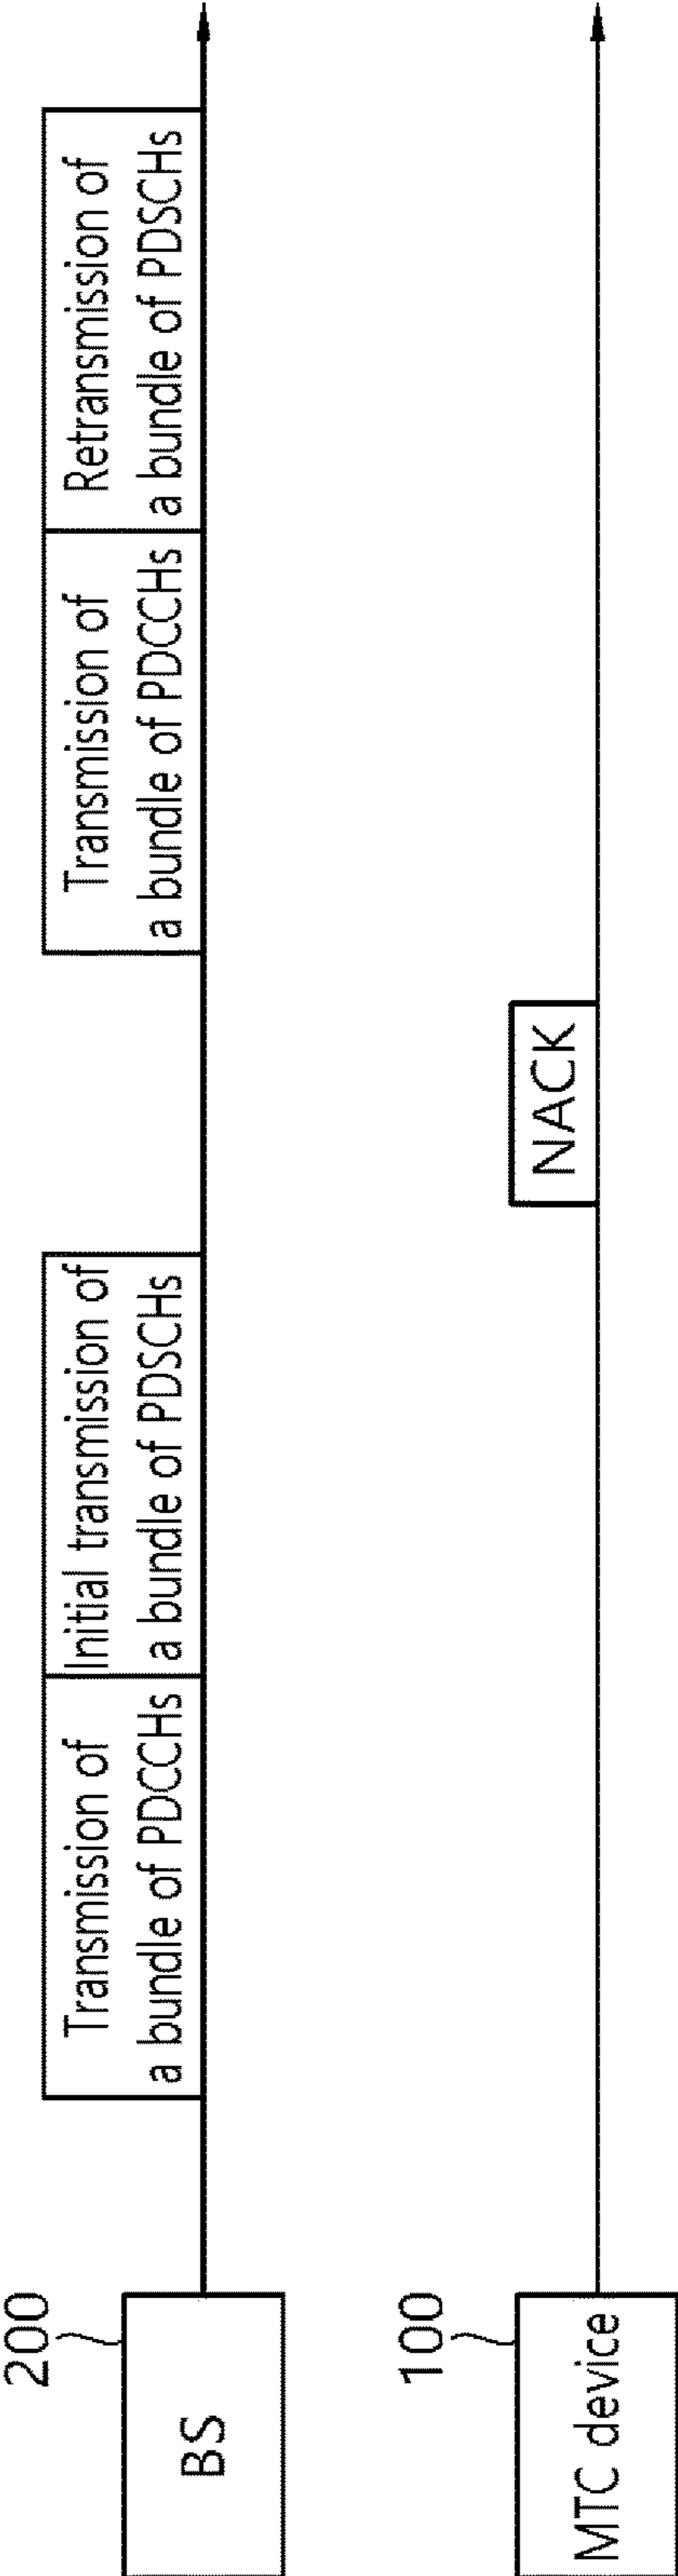 200
BS
Transmission of
a bundle of PDCCHs
Initial transmission of
a bundle of PDSCHs
Transmission of
a bundle of PDCCHs
Retransmission of
a bundle of PDSCHs
100
MTC device
NACK